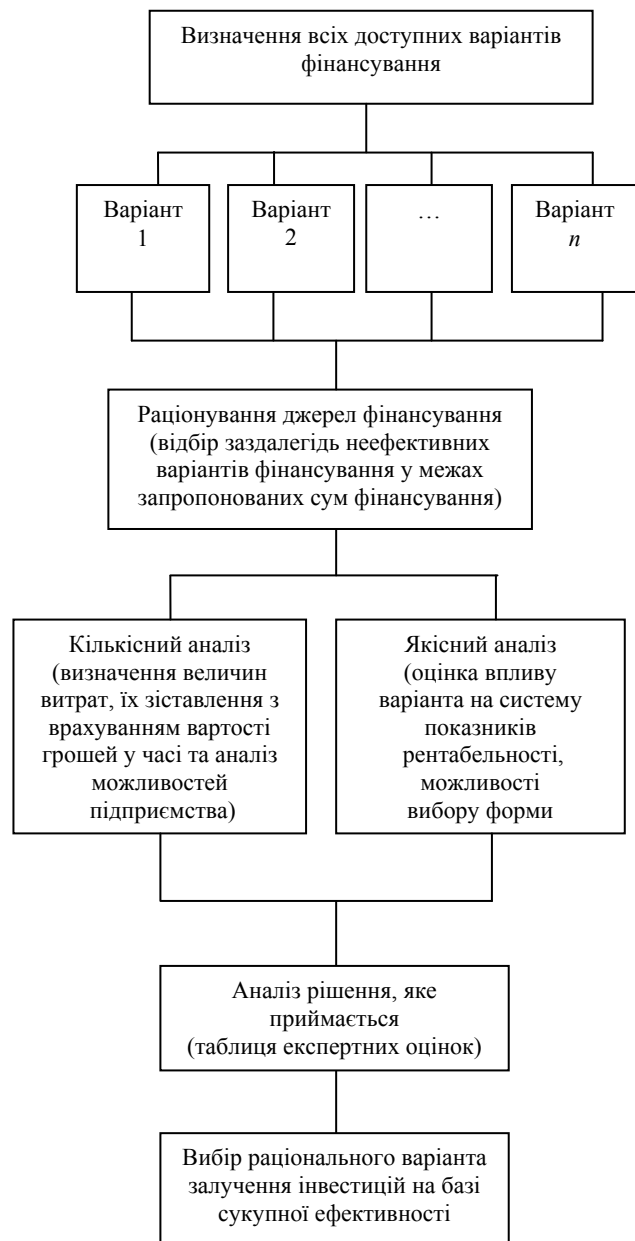 Визначення всіх доступних варіантів
фінансування
Варіант
1
Варіант
2
…
Варіант
n
Раціонування джерел фінансування
(відбір заздалегідь неефективних
варіантів фінансування у межах
запропонованих сум фінансування)
Кількісний аналіз
(визначення величин
витрат, їх зіставлення з
врахуванням вартості
грошей у часі та аналіз
можливостей
підприємства)
Якісний аналіз
(оцінка впливу
варіанта на систему
показників
рентабельності,
можливості
вибору форми
Аналіз рішення, яке
приймається
(таблиця експертних оцінок)
Вибір раціонального варіанта
залучення інвестицій на базі
сукупної ефективності